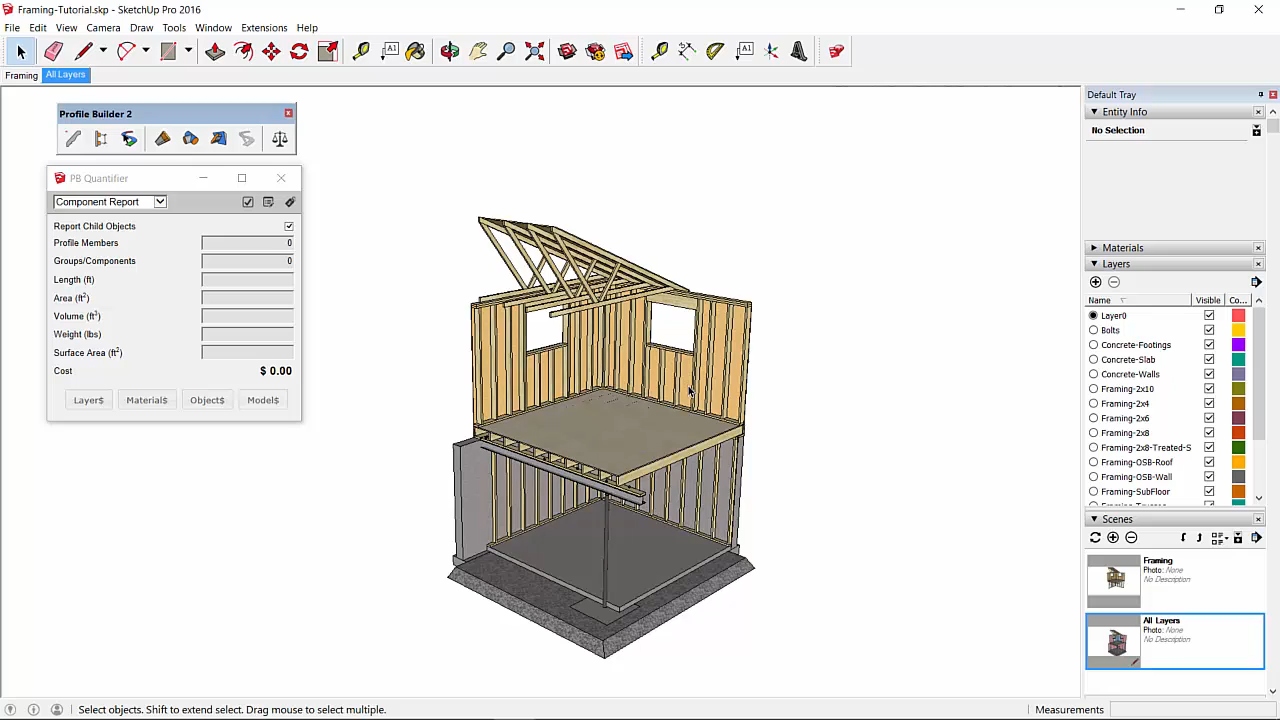 Framing-Tutorial.skp - SketchUp Pro 2016
File Edit View Camera Draw Tools Window Extensions Help
Framing All Layers
Profile Builder 2
PB Quantifier
Component Report
Report Child Objects
Profile Members 0
Groups/Components 0
Length (ft)
Area (ft²)
Volume (ft³)
Weight (lbs)
Surface Area (ft²)
Cost $ 0.00
Layer$ Material$ Object$ Model$
Default Tray
Entity Info
No Selection
Materials
Layers
Name Visible Co...
Layer0
Bolts
Concrete-Footings
Concrete-Slab
Concrete-Walls
Framing-2x10
Framing-2x4
Framing-2x6
Framing-2x8
Framing-2x8-Treated-S
Framing-OSB-Roof
Framing-OSB-Wall
Framing-SubFloor
Scenes
Framing
Photo: None
No Description
All Layers
Photo: None
No Description
Select objects. Shift to extend select. Drag mouse to select multiple.
Measurements